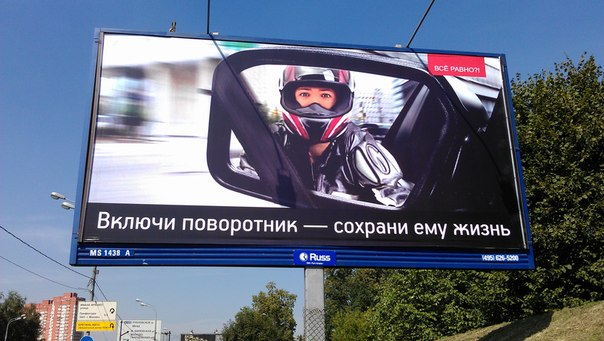 ВСЁ РАВНО?!
Включи поворотник — сохрани ему жизнь
MS 1438 A
Russ
(495) 626-5200